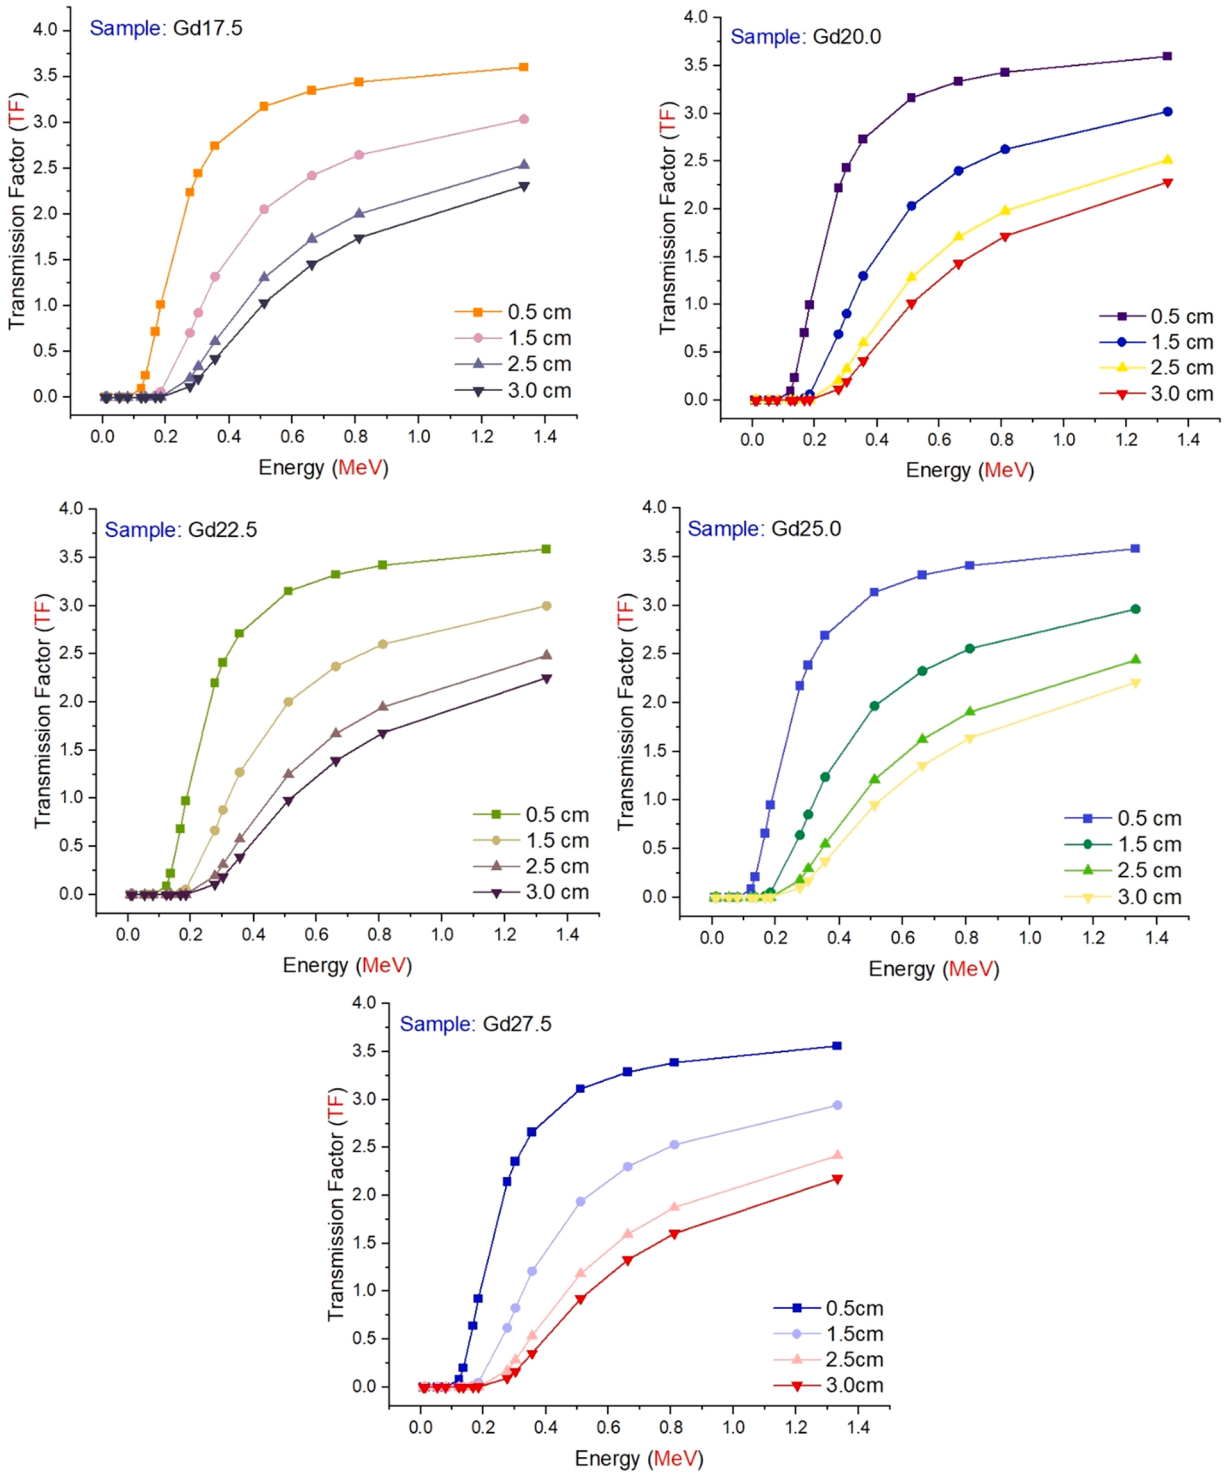 Sample: Gd17.5
Transmission Factor (TF)
4.0
3.5
3.0
2.5
2.0
1.5
1.0
0.5
0.0
0.5 cm
1.5 cm
2.5 cm
3.0 cm
0.0 0.2 0.4 0.6 0.8 1.0 1.2 1.4
Energy (MeV)
Sample: Gd20.0
Transmission Factor (TF)
4.0
3.5
3.0
2.5
2.0
1.5
1.0
0.5
0.0
0.5 cm
1.5 cm
2.5 cm
3.0 cm
0.0 0.2 0.4 0.6 0.8 1.0 1.2 1.4
Energy (MeV)
Sample: Gd22.5
Transmission Factor (TF)
4.0
3.5
3.0
2.5
2.0
1.5
1.0
0.5
0.0
0.5 cm
1.5 cm
2.5 cm
3.0 cm
0.0 0.2 0.4 0.6 0.8 1.0 1.2 1.4
Energy (MeV)
Sample: Gd25.0
Transmission Factor (TF)
4.0
3.5
3.0
2.5
2.0
1.5
1.0
0.5
0.0
0.5 cm
1.5 cm
2.5 cm
3.0 cm
0.0 0.2 0.4 0.6 0.8 1.0 1.2 1.4
Energy (MeV)
Sample: Gd27.5
Transmission Factor (TF)
4.0
3.5
3.0
2.5
2.0
1.5
1.0
0.5
0.0
0.5cm
1.5cm
2.5cm
3.0cm
0.0 0.2 0.4 0.6 0.8 1.0 1.2 1.4
Energy (MeV)